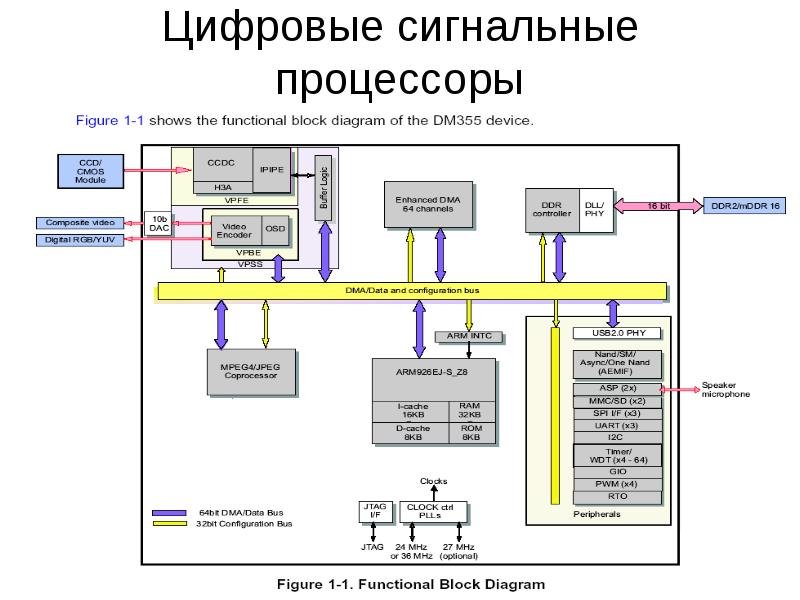 Цифровые сигнальные
процессоры
Figure 1-1 shows the functional block diagram of the DM355 device.
CCD/
CMOS
Module
CCDC
IPIPE
H3A
VPFE
Buffer Logic
Composite video
Digital RGB/YUV
10b
DAC
Video
Encoder
OSD
VPBE
VPSS
Enhanced DMA
64 channels
DDR
controller
DLL/
PHY
16 bit
DDR2/mDDR 16
DMA/Data and configuration bus
MPEG4/JPEG
Coprocessor
ARM INTC
ARM926EJ-S_Z8
I-cache
16KB
RAM
32KB
D-cache
8KB
ROM
8KB
USB2.0 PHY
Nand/SM/
Async/One Nand
(AEMIF)
ASP (2x)
MMC/SD (x2)
SPI I/F (x3)
UART (x3)
I2C
Timer/
WDT (x4 - 64)
GIO
PWM (x4)
RTO
Peripherals
Speaker
microphone
64bit DMA/Data Bus
32bit Configuration Bus
Clocks
JTAG
I/F
CLOCK ctrl
PLLs
JTAG
24 MHz
or 36 MHz
27 MHz
(optional)
Figure 1-1. Functional Block Diagram